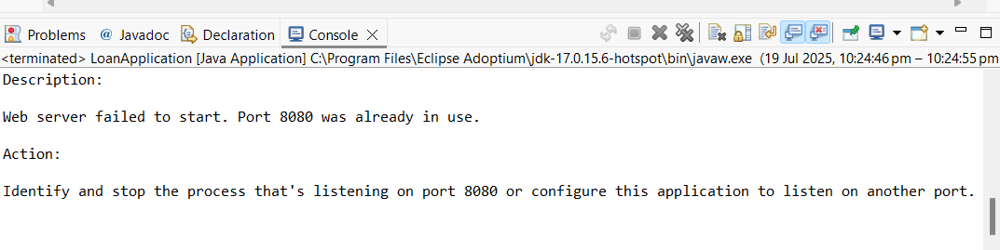 Problems @ Javadoc Declaration Console
<terminated> LoanApplication [Java Application] C:\Program Files\Eclipse Adoptium\jdk-17.0.15.6-hotspot\bin\javaw.exe (19 Jul 2025, 10:24:46 pm – 10:24:55 pm
Description:
Web server failed to start. Port 8080 was already in use.
Action:
Identify and stop the process that's listening on port 8080 or configure this application to listen on another port.